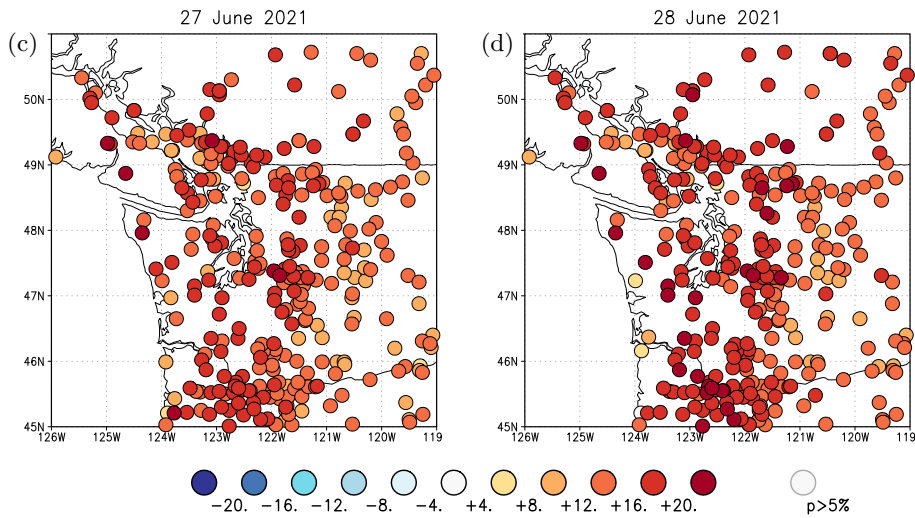 27 June 2021
28 June 2021
(c)
(d)
50N
50N
49N
49N
48N
48N
47N
47N
46N
46N
45N
45N
126W 125W 124W 123W 122W 121W 120W 119
126W 125W 124W 123W 122W 121W 120W 119
-20. -16. -12. -8. -4. +4. +8. +12. +16. +20. p>5%